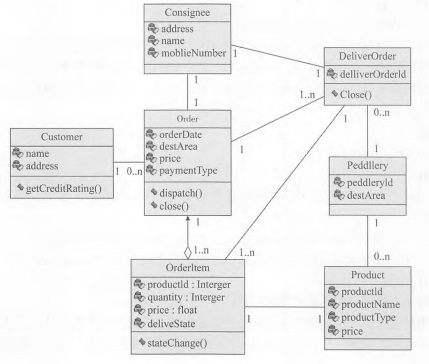 Consignee
address
name
moblieNumber
1
1
1
1
DeliverOrder
delliverOrderld
Close()
1..n
1
0..n
1
Order
orderDate
destArea
price
paymentType
dispatch()
close()
1
Customer
name
address
getCreditRating()
1
0..n
Peddllery
peddleryld
destArea
1
0..n
1
1..n
1..n
OrderItem
productld : Interger
quantity : Interger
price : float
deliveState
stateChange()
1
1
Product
productld
productName
productType
price